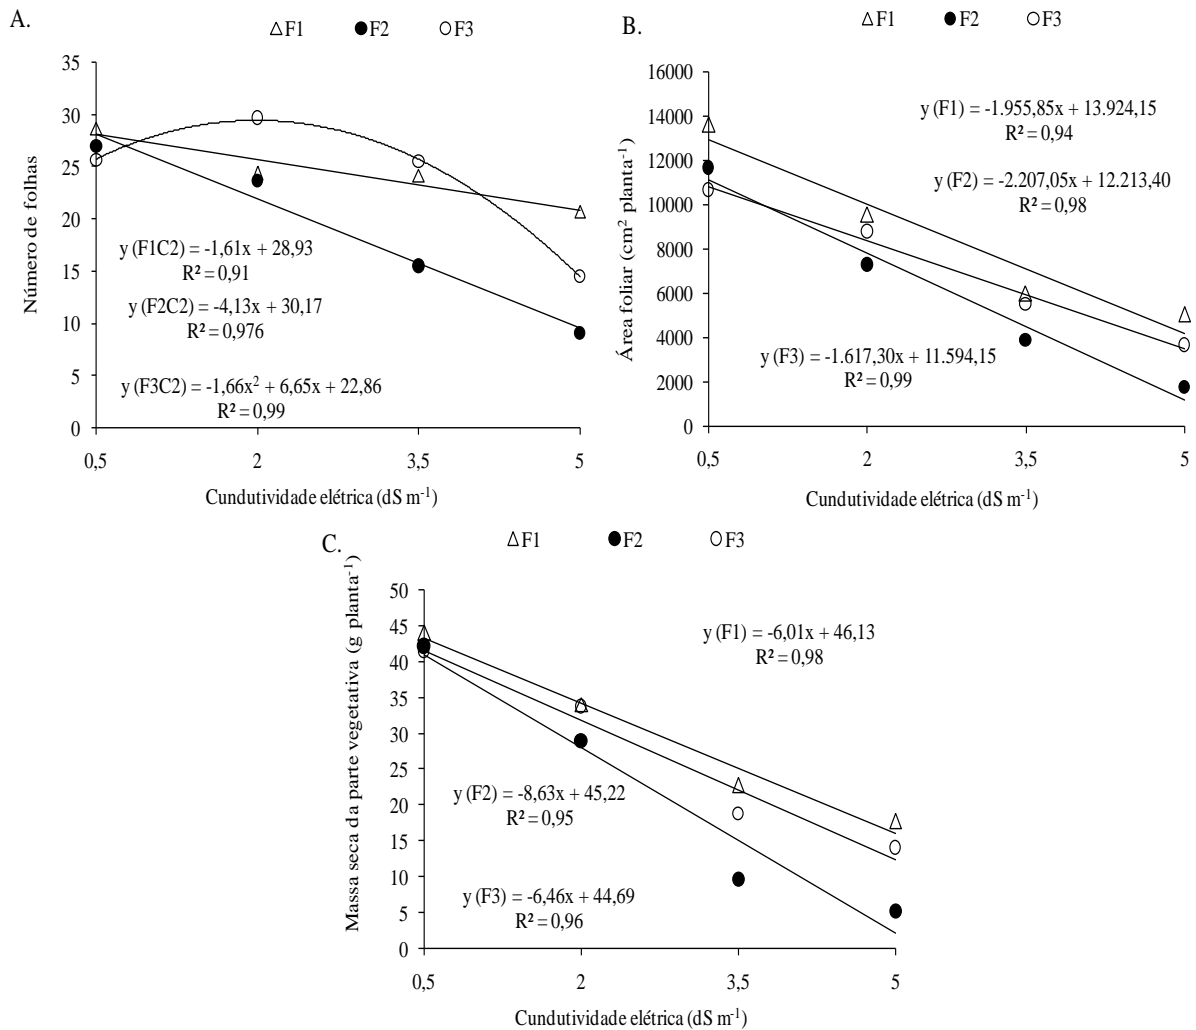 A.
△F1 ●F2 ○F3
Número de folhas
35
30
25
20
15
10
5
0
y (F1C2) = -1,61x + 28,93
R² = 0,91
y (F2C2) = -4,13x + 30,17
R² = 0,976
y (F3C2) = -1,66x² + 6,65x + 22,86
R² = 0,99
0,5 2 3,5 5
Cundutividade elétrica (dS m⁻¹)
B.
△F1 ●F2 ○F3
Área foliar (cm² planta⁻¹)
16000
14000
12000
10000
8000
6000
4000
2000
0
y (F1) = -1.955,85x + 13.924,15
R² = 0,94
y (F2) = -2.207,05x + 12.213,40
R² = 0,98
y (F3) = -1.617,30x + 11.594,15
R² = 0,99
0,5 2 3,5 5
Cundutividade elétrica (dS m⁻¹)
C.
△F1 ●F2 ○F3
Massa seca da parte vegetativa (g planta⁻¹)
50
45
40
35
30
25
20
15
10
5
0
y (F1) = -6,01x + 46,13
R² = 0,98
y (F2) = -8,63x + 45,22
R² = 0,95
y (F3) = -6,46x + 44,69
R² = 0,96
0,5 2 3,5 5
Cundutividade elétrica (dS m⁻¹)